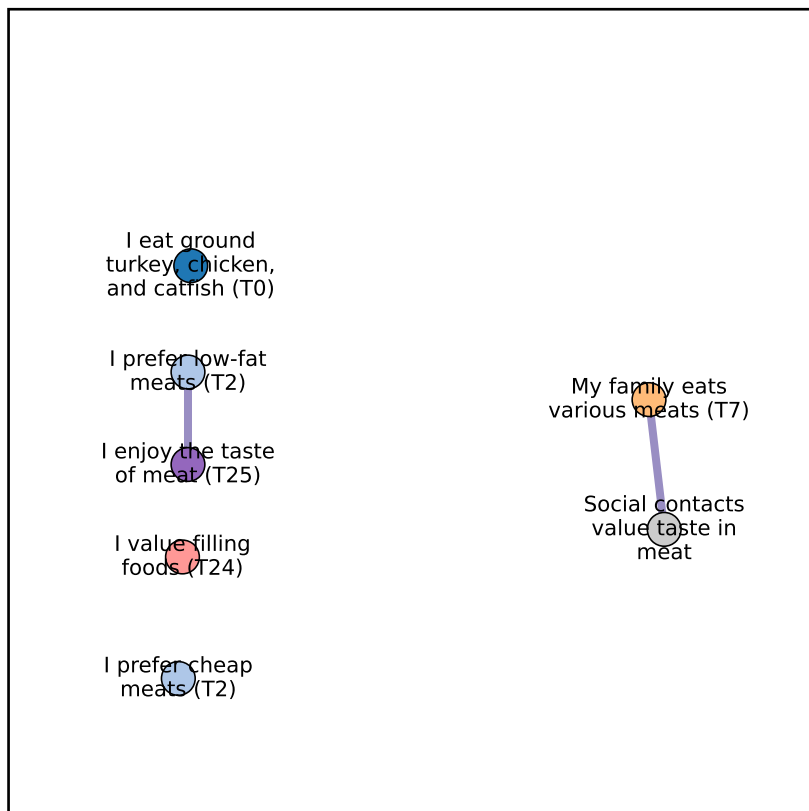 I eat ground
turkey, chicken,
and catfish (T0)
I prefer low-fat
meats (T2)
I enjoy the taste
of meat (T25)
I value filling
foods (T24)
I prefer cheap
meats (T2)
My family eats
various meats (T7)
Social contacts
value taste in
meat